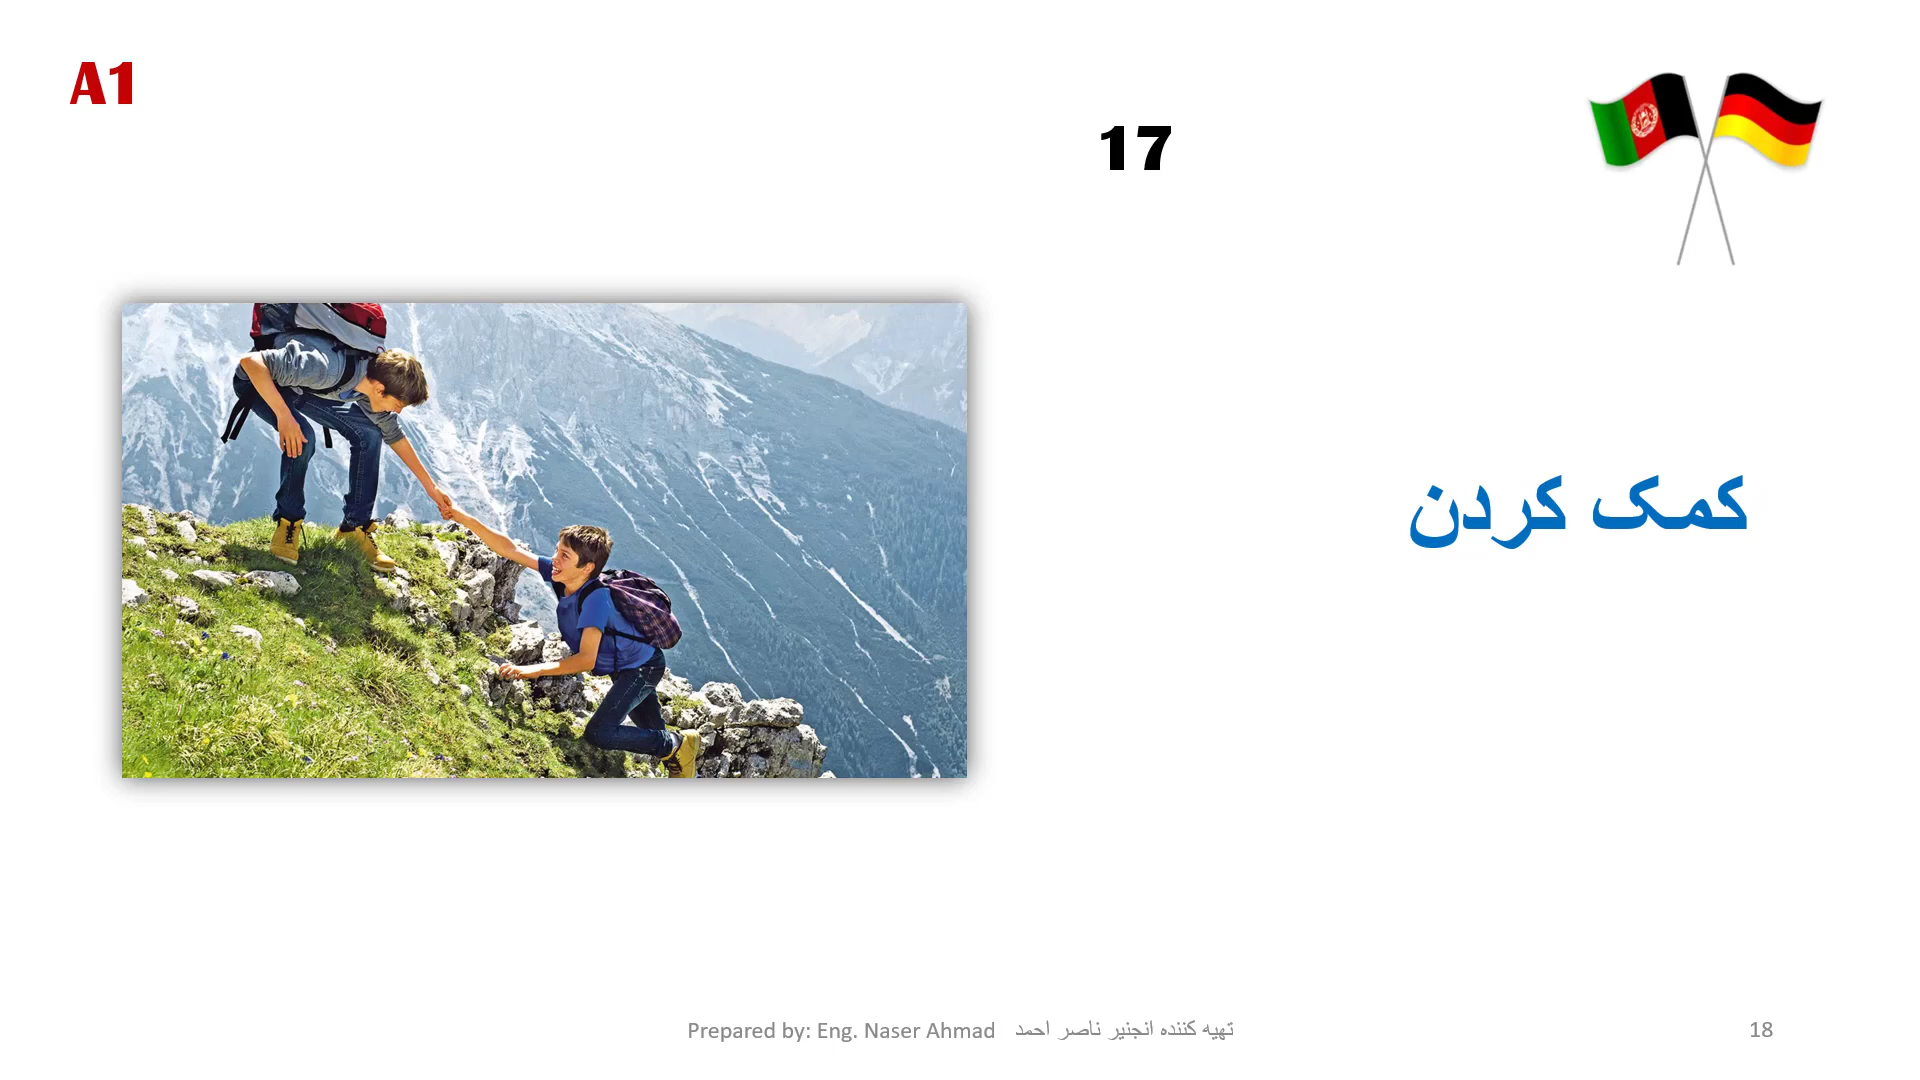 A1
17
کمک کردن
Prepared by: Eng. Naser Ahmad تهیه کننده انجنیر ناصر احمد
18